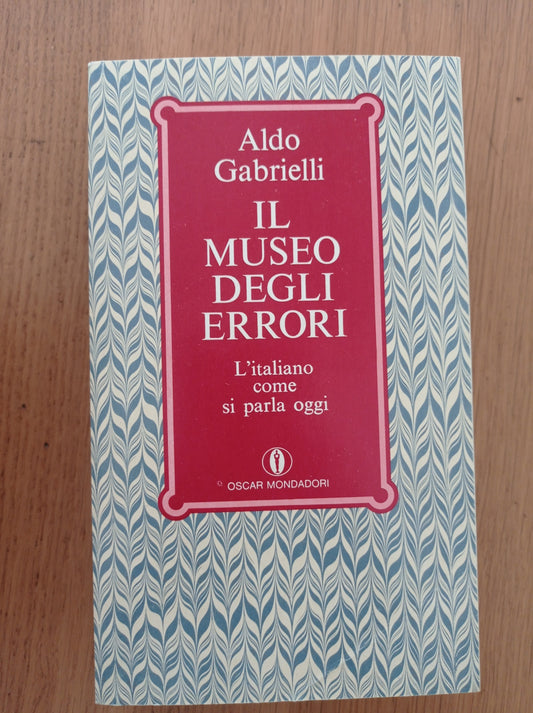 Aldo
Gabrielli
IL
MUSEO
DEGLI
ERRORI
L'italiano
come
si parla oggi
OSCAR MONDADORI